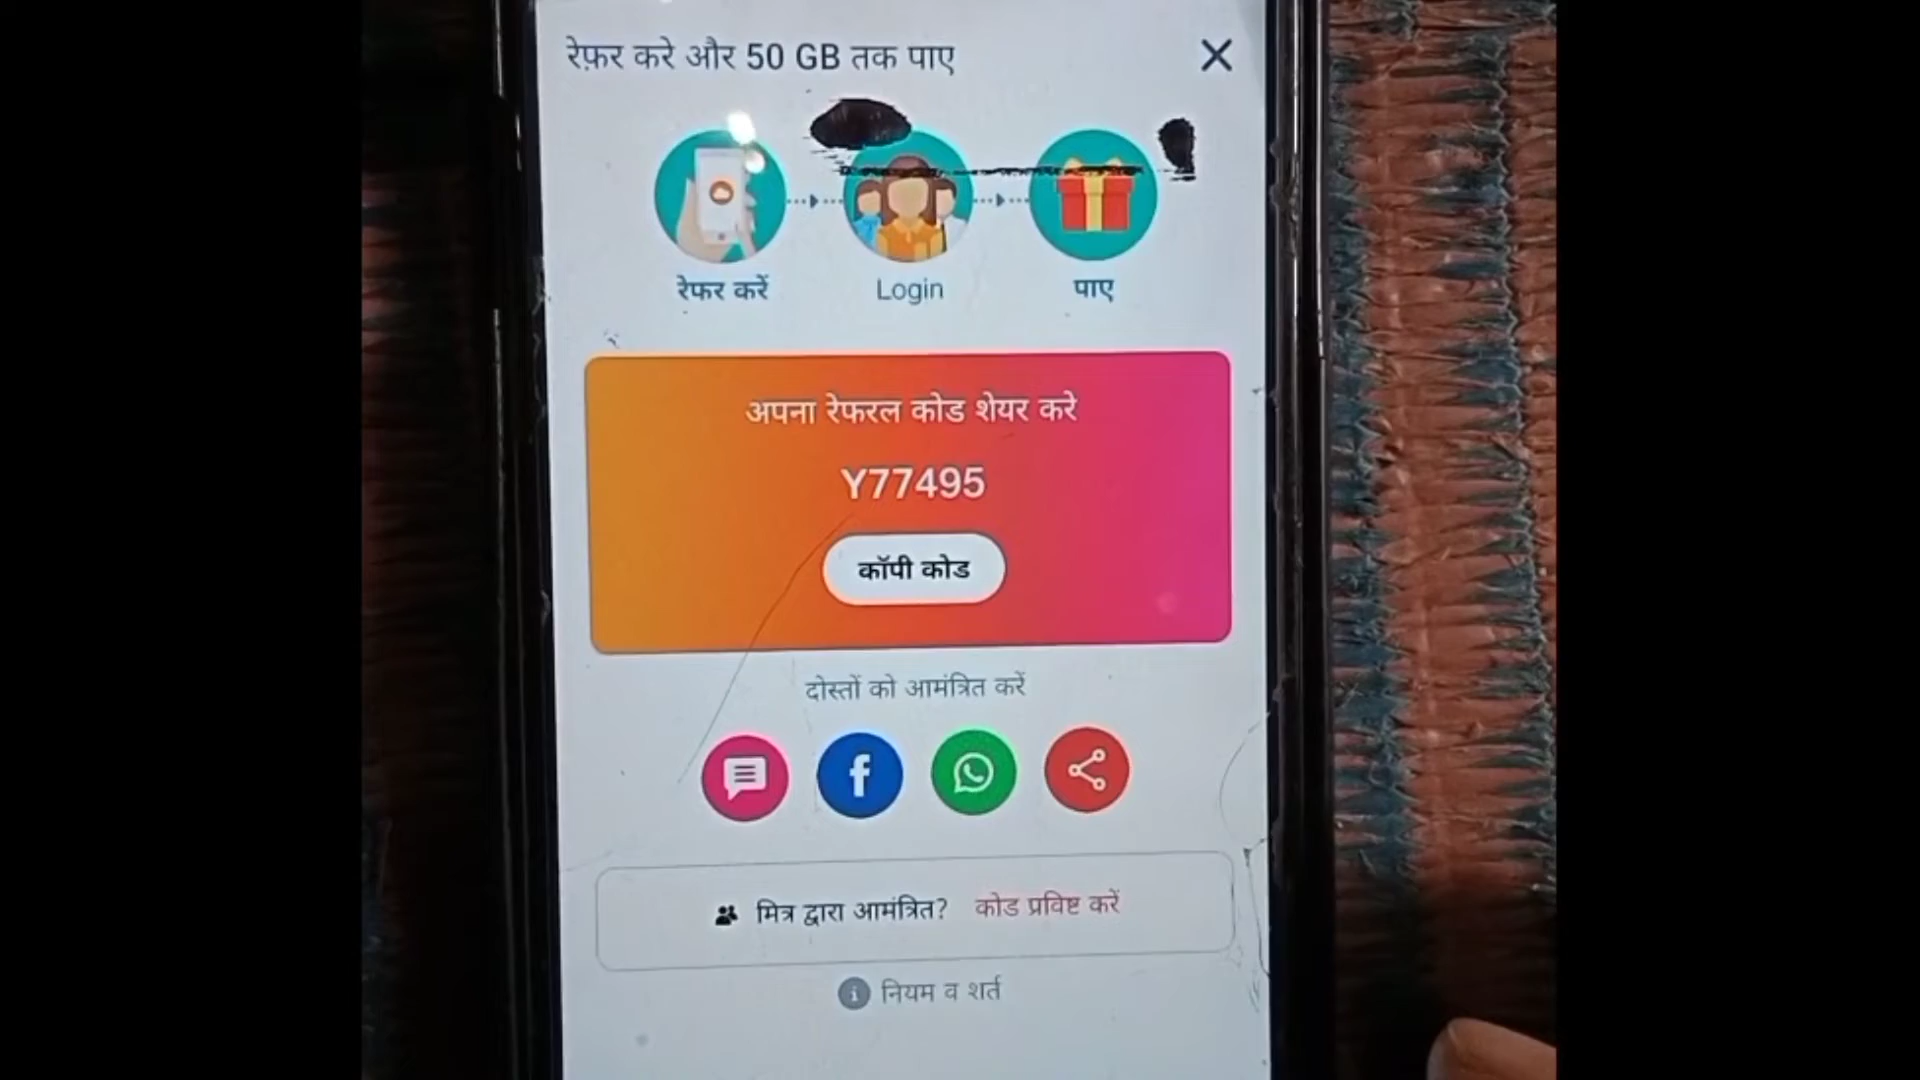 रेफ़र करे और 50 GB तक पाए
रेफर करें
Login
पाए
अपना रेफरल कोड शेयर करे
Y77495
कॉपी कोड
दोस्तों को आमंत्रित करें
मित्र द्वारा आमंत्रित? कोड प्रविष्ट करें
नियम व शर्त